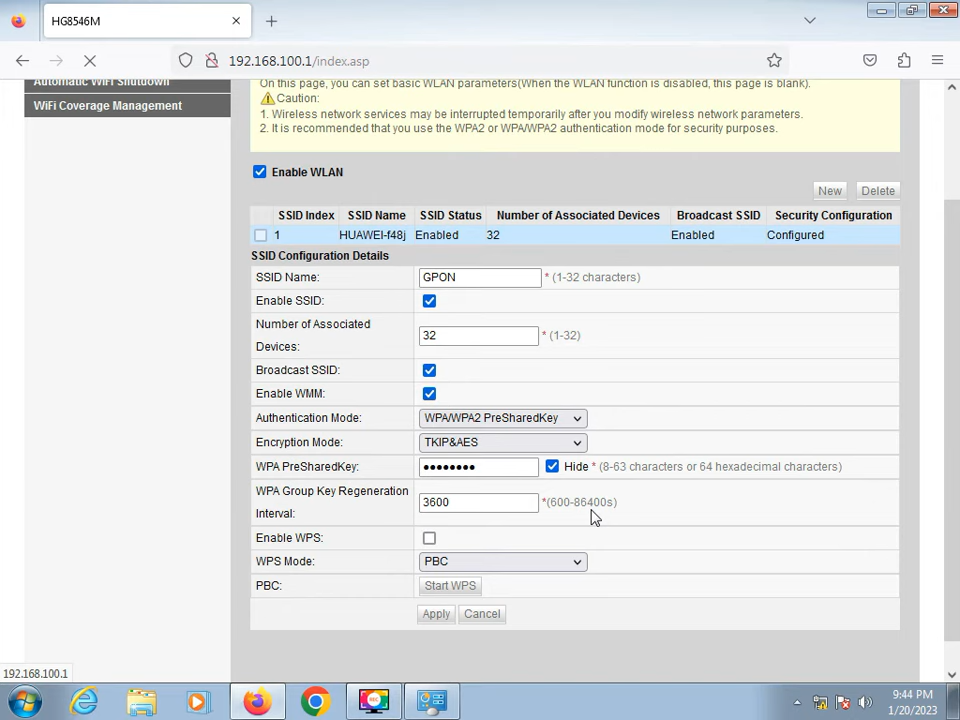 HG8546M
192.168.100.1/index.asp
Automatic WiFi Shutdown
WiFi Coverage Management
On this page, you can set basic WLAN parameters(When the WLAN function is disabled, this page is blank).
Caution:
1. Wireless network services may be interrupted temporarily after you modify wireless network parameters.
2. It is recommended that you use the WPA2 or WPA/WPA2 authentication mode for security purposes.
Enable WLAN
New Delete
SSID Index SSID Name SSID Status Number of Associated Devices Broadcast SSID Security Configuration
1 HUAWEI-f48j Enabled 32 Enabled Configured
SSID Configuration Details
SSID Name: GPON * (1-32 characters)
Enable SSID:
Number of Associated
Devices: 32 * (1-32)
Broadcast SSID:
Enable WMM:
Authentication Mode: WPA/WPA2 PreSharedKey
Encryption Mode: TKIP&AES
WPA PreSharedKey: •••••••• Hide * (8-63 characters or 64 hexadecimal characters)
WPA Group Key Regeneration
Interval: 3600 *(600-86400s)
Enable WPS:
WPS Mode: PBC
PBC: Start WPS
Apply Cancel
192.168.100.1
9:44 PM
1/20/2023